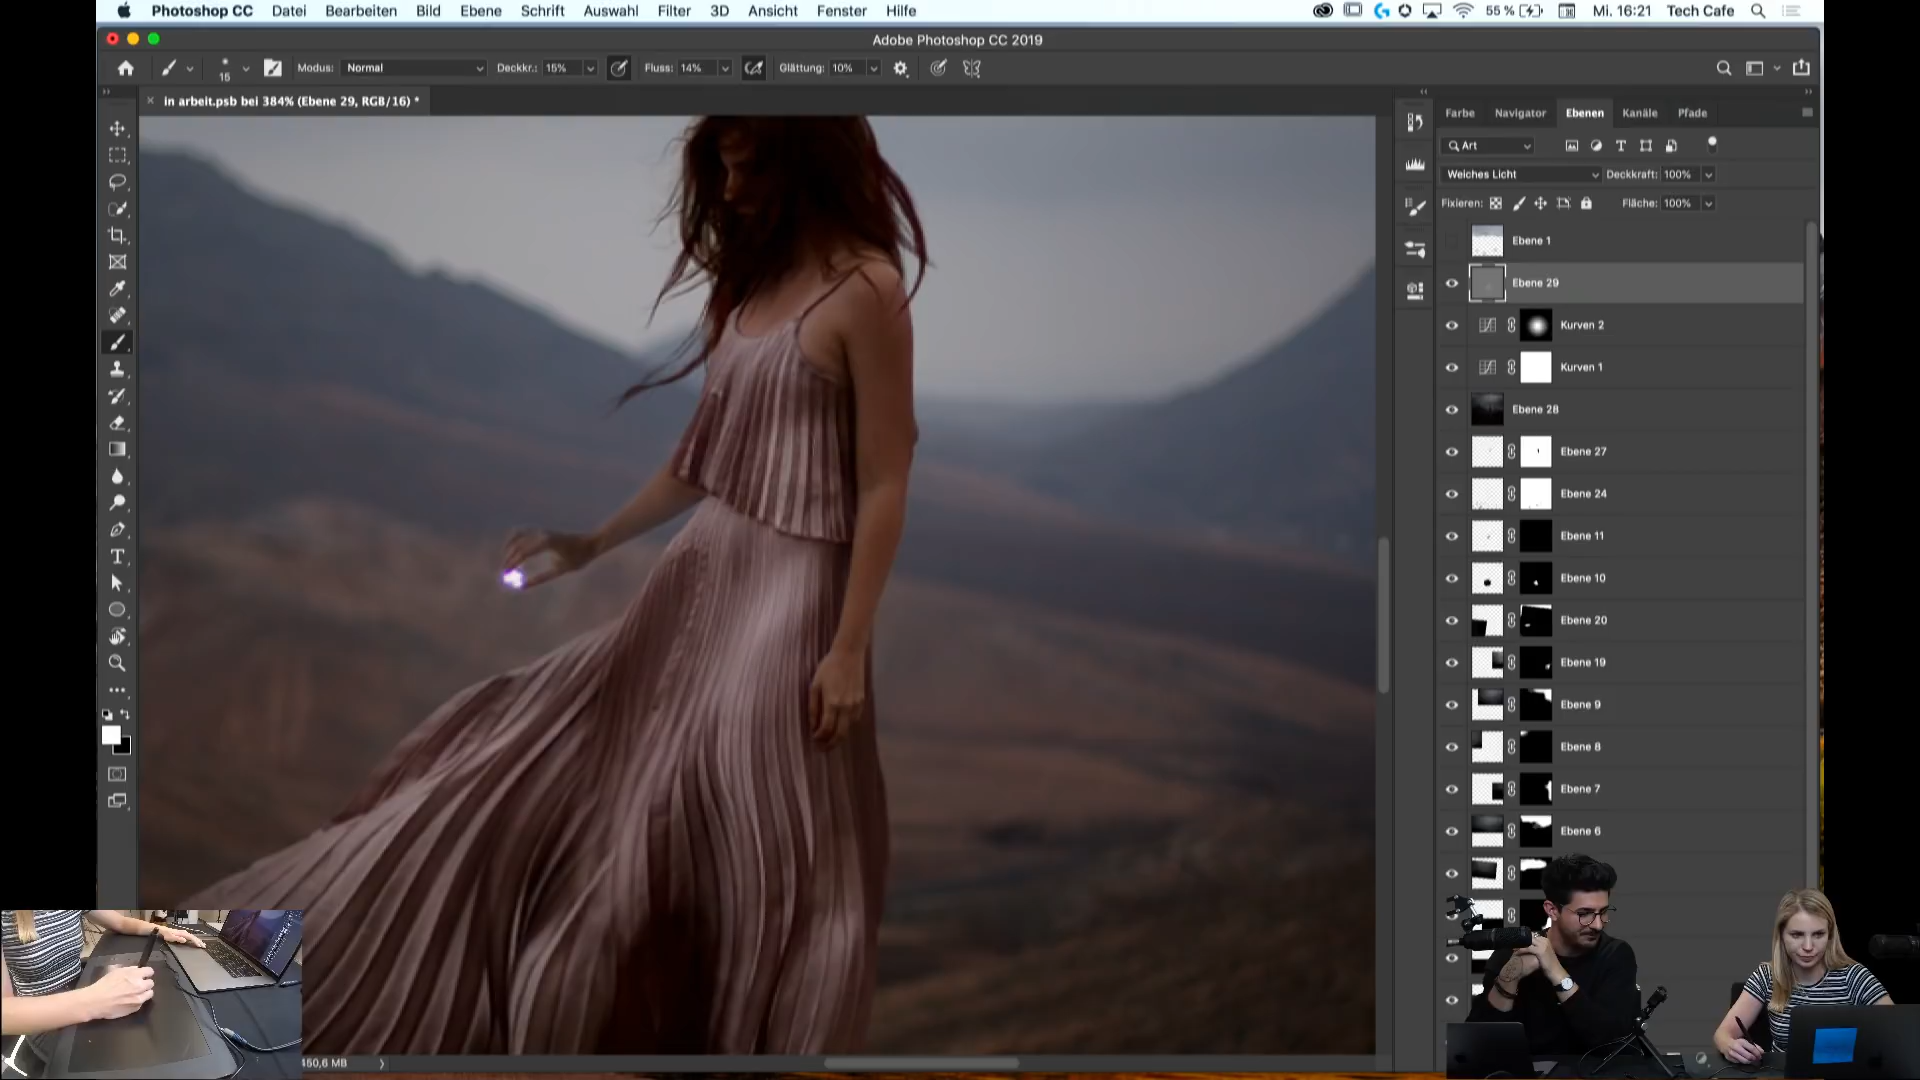 Photoshop CC Datei Bearbeiten Bild Ebene Schrift Auswahl Filter 3D Ansicht Fenster Hilfe 55 % Mi. 16:21 Tech Cafe
Adobe Photoshop CC 2019
15 Modus: Normal Deckkr.: 15% Fluss: 14% Glättung: 10%
in arbeit.psb bei 384% (Ebene 29, RGB/16) *
Farbe Navigator Ebenen Kanäle Pfade
Art
Weiches Licht Deckkraft: 100%
Fixieren: Fläche: 100%
Ebene 1
Ebene 29
Kurven 2
Kurven 1
Ebene 28
Ebene 27
Ebene 24
Ebene 11
Ebene 10
Ebene 20
Ebene 19
Ebene 9
Ebene 8
Ebene 7
Ebene 6
450,6 MB